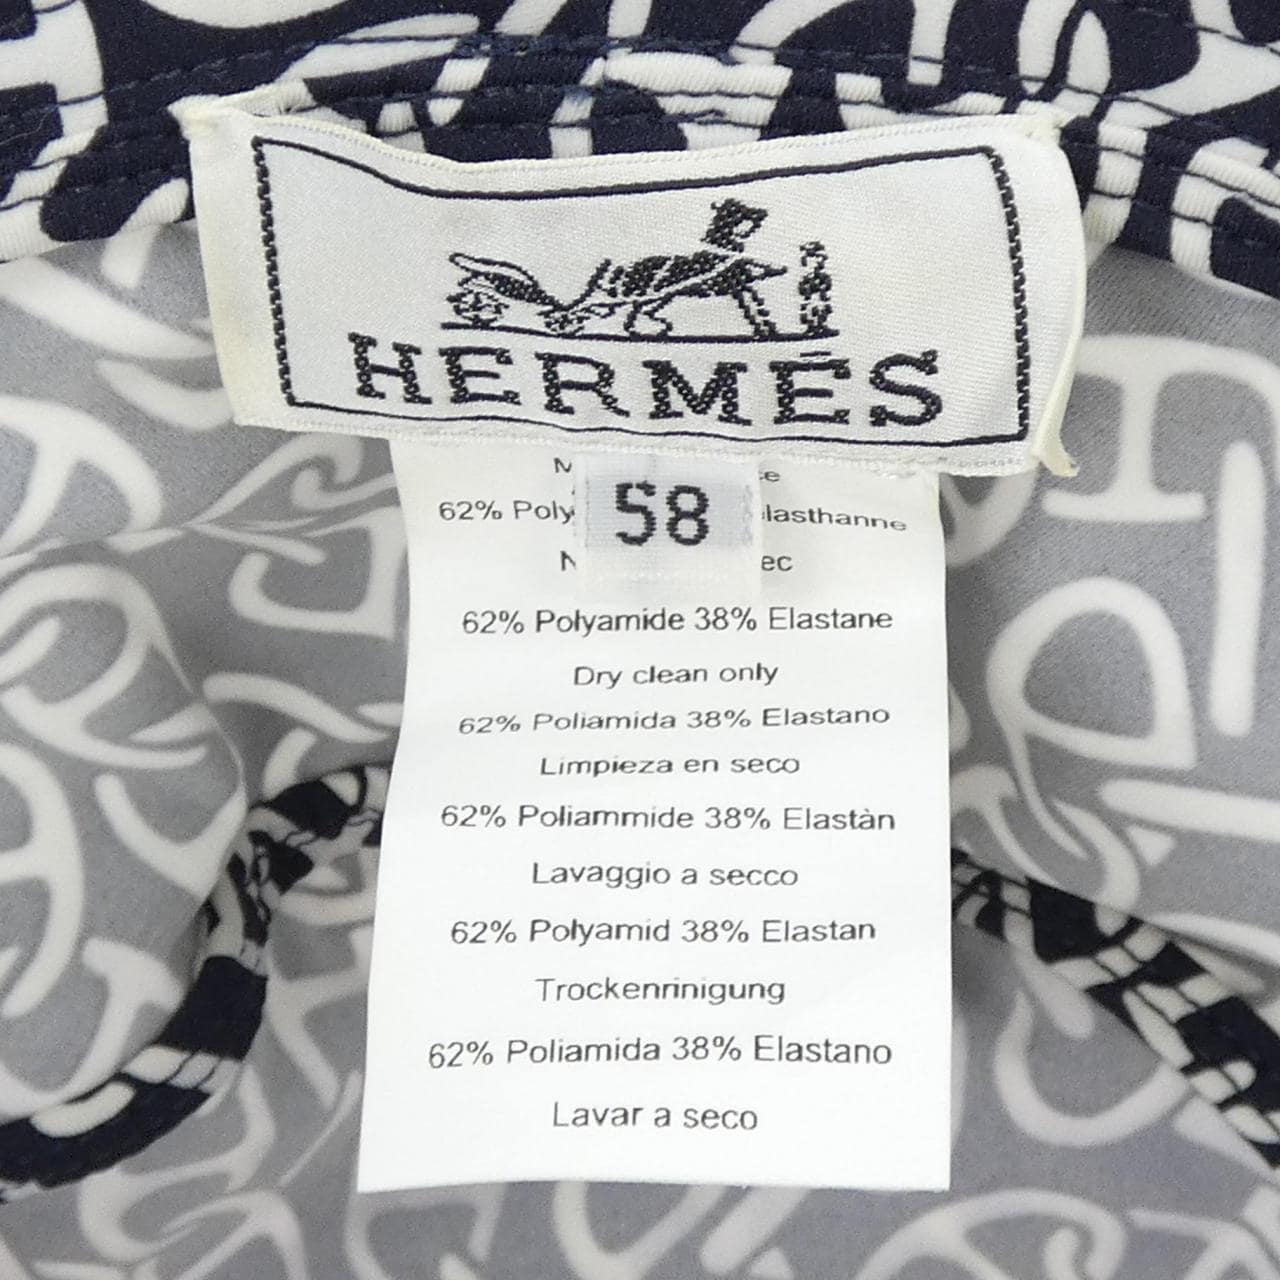 HERMÈS
58
62%
62% Polyamide 38% Elastane
Dry clean only
62% Poliamida 38% Elastano
Limpieza en seco
62% Poliammide 38% Elastàn
Lavaggio a secco
62% Polyamid 38% Elastan
Trockenrinigung
62% Poliamida 38% Elastano
Lavar a seco